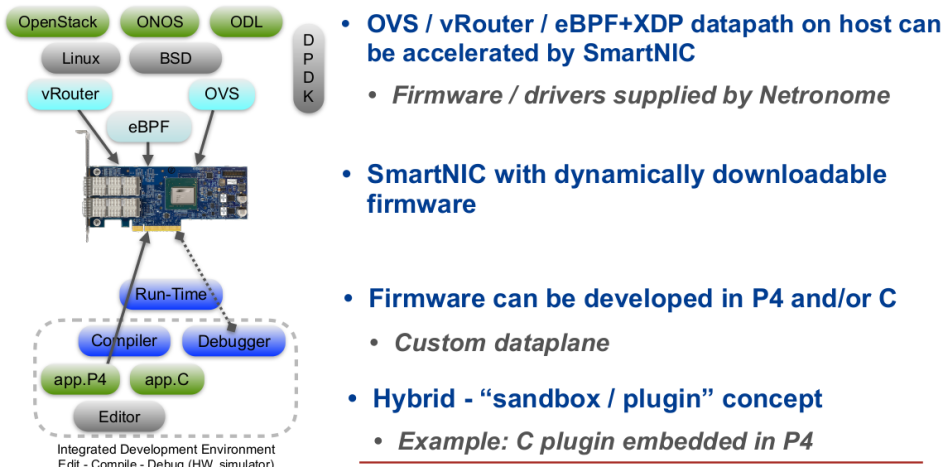 OpenStack
ONOS
ODL
Linux
BSD
D
P
D
K
vRouter
OVS
eBPF
Run-Time
Compiler
Debugger
app.P4
app.C
Editor
Integrated Development Environment
Edit - Compile - Debug (HW, simulator)
• OVS / vRouter / eBPF+XDP datapath on host can
be accelerated by SmartNIC
• Firmware / drivers supplied by Netronome
• SmartNIC with dynamically downloadable
firmware
• Firmware can be developed in P4 and/or C
• Custom dataplane
• Hybrid - “sandbox / plugin” concept
• Example: C plugin embedded in P4